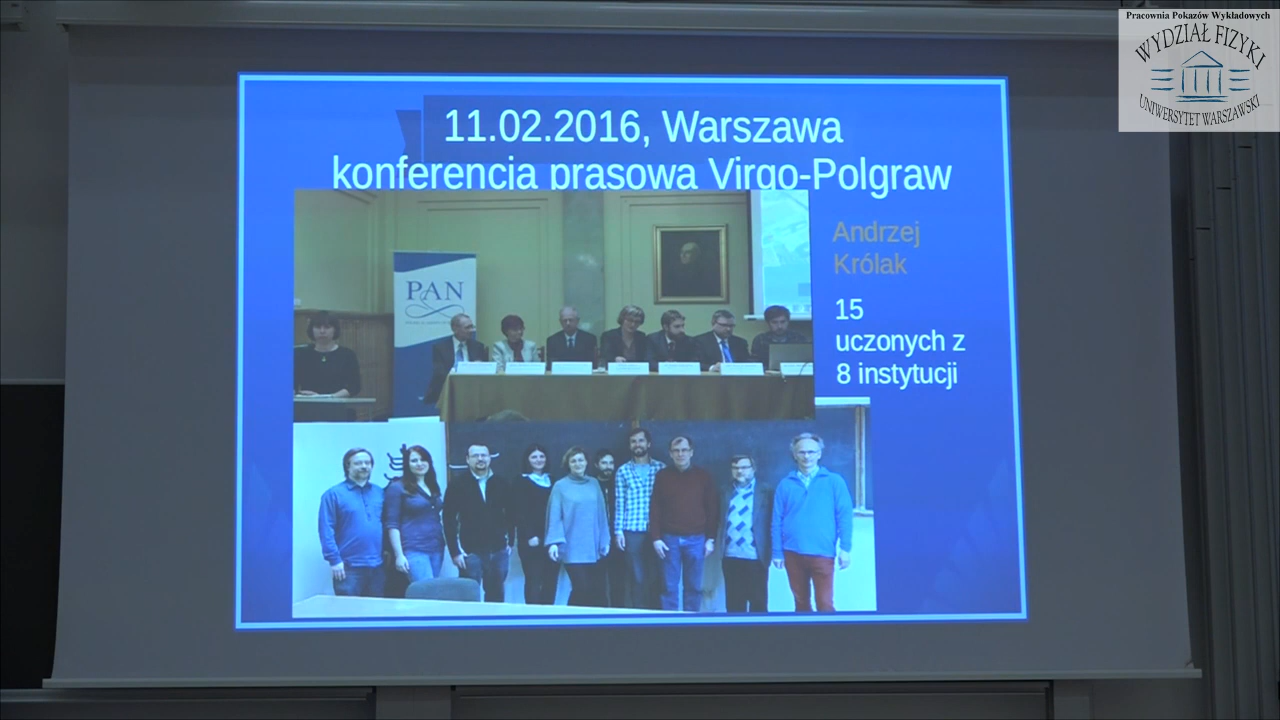 Pracownia Pokazów Wykładowych
WYDZIAŁ FIZYKI
UNIWERSYTET WARSZAWSKI
11.02.2016, Warszawa
konferencja prasowa Virgo-Polgraw
Andrzej
Królak
15
uczonych z
8 instytucji
PAN